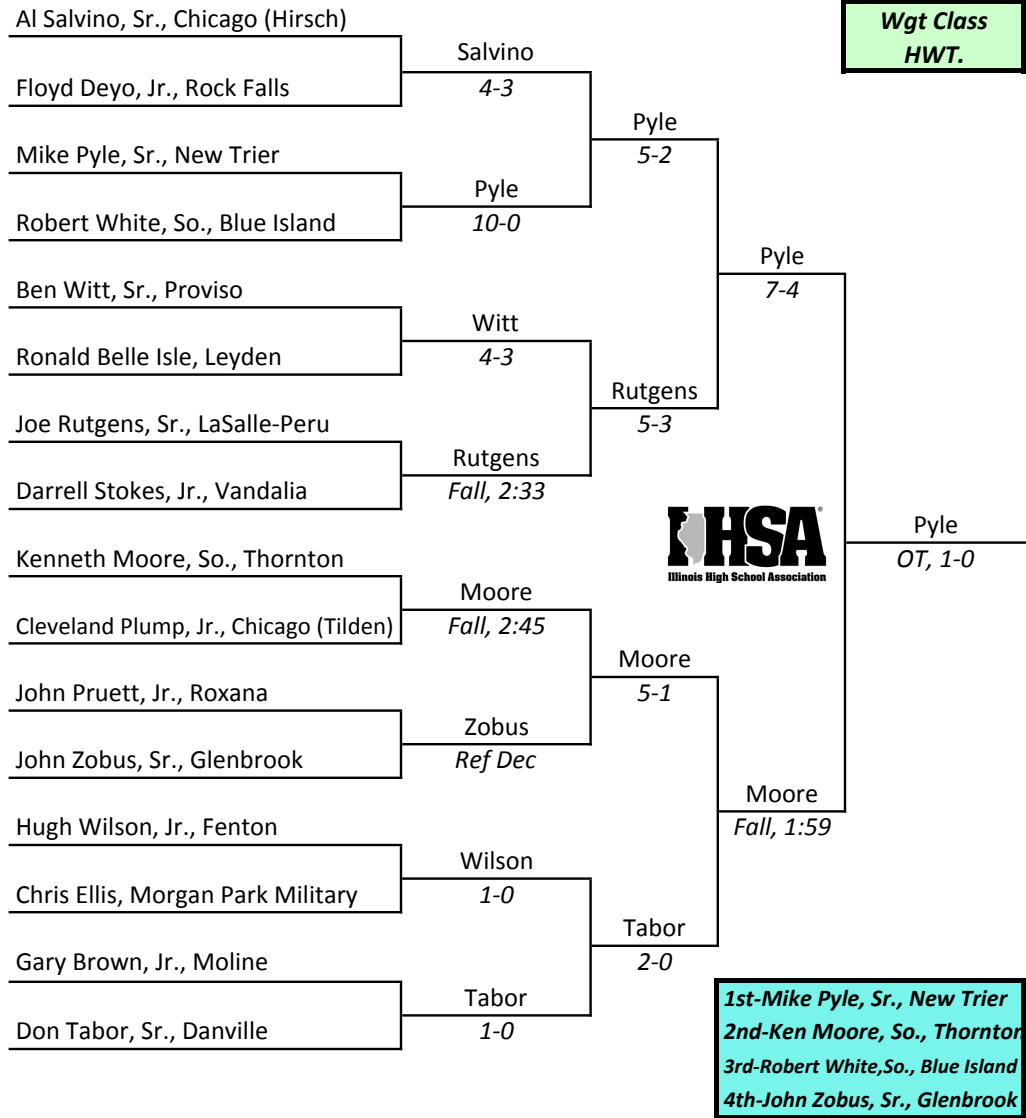 Al Salvino, Sr., Chicago (Hirsch)
Wgt Class
HWT.
Salvino
4-3
Floyd Deyo, Jr., Rock Falls
Pyle
5-2
Mike Pyle, Sr., New Trier
Pyle
10-0
Robert White, So., Blue Island
Pyle
7-4
Ben Witt, Sr., Proviso
Witt
4-3
Ronald Belle Isle, Leyden
Rutgens
5-3
Joe Rutgens, Sr., LaSalle-Peru
Rutgens
Fall, 2:33
Darrell Stokes, Jr., Vandalia
IHSA®
Illinois High School Association
Pyle
OT, 1-0
Kenneth Moore, So., Thornton
Moore
Fall, 2:45
Cleveland Plump, Jr., Chicago (Tilden)
Moore
5-1
John Pruett, Jr., Roxana
Zobus
Ref Dec
John Zobus, Sr., Glenbrook
Moore
Fall, 1:59
Hugh Wilson, Jr., Fenton
Wilson
1-0
Chris Ellis, Morgan Park Military
Tabor
2-0
Gary Brown, Jr., Moline
Tabor
1-0
Don Tabor, Sr., Danville
1st-Mike Pyle, Sr., New Trier
2nd-Ken Moore, So., Thornton
3rd-Robert White,So., Blue Island
4th-John Zobus, Sr., Glenbrook